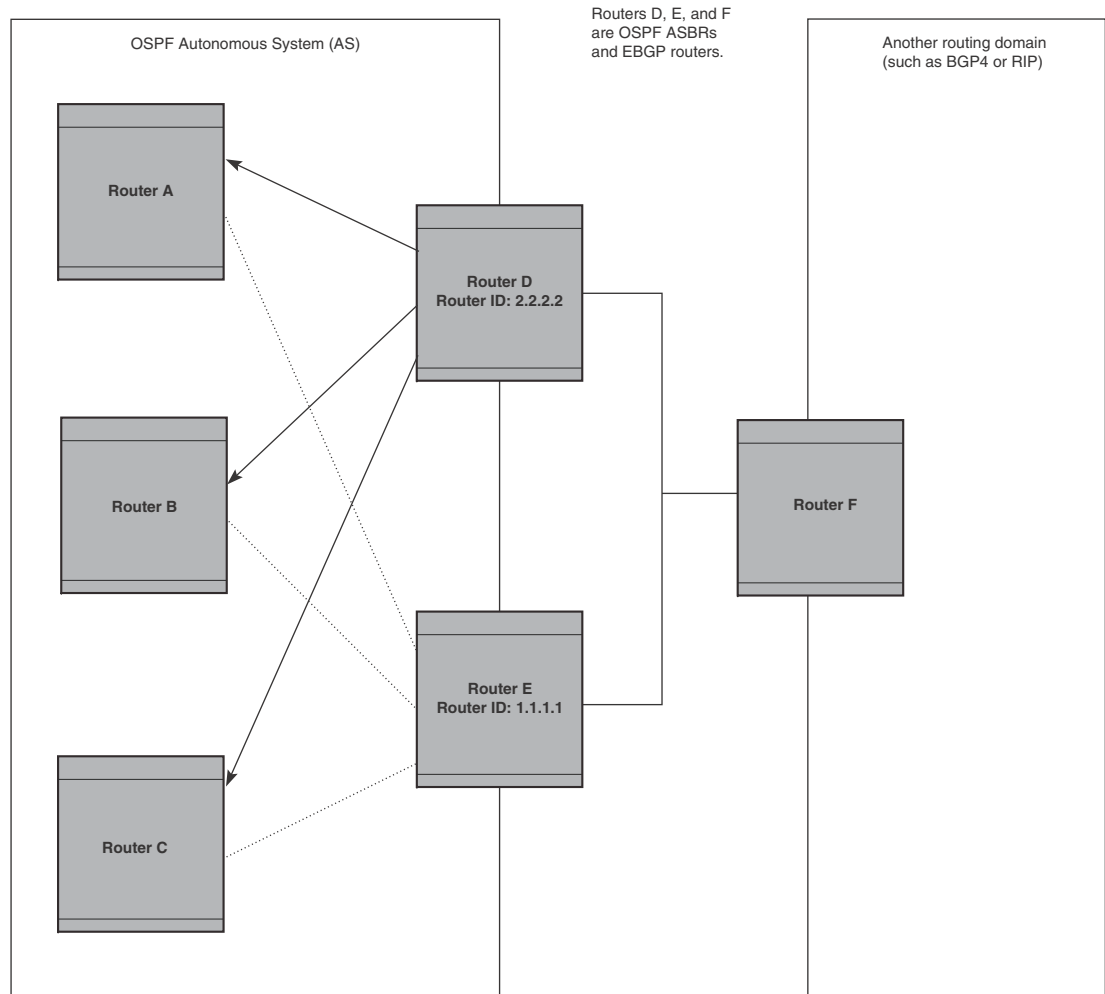 OSPF Autonomous System (AS)
Routers D, E, and F
are OSPF ASBRs
and EBGP routers.
Another routing domain
(such as BGP4 or RIP)
Router A
Router D
Router ID: 2.2.2.2
Router B
Router F
Router E
Router ID: 1.1.1.1
Router C